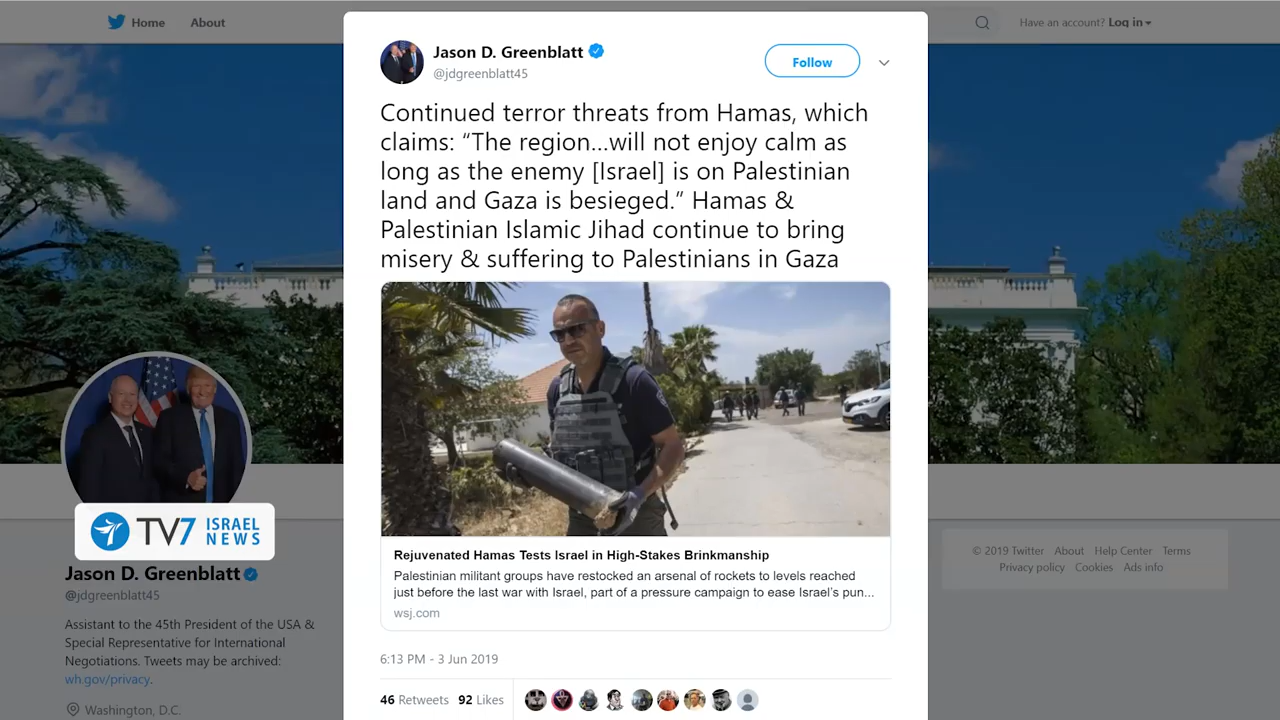 Home About
Have an account? Log in
Jason D. Greenblatt
@jdgreenblatt45
Follow
Continued terror threats from Hamas, which
claims: “The region...will not enjoy calm as
long as the enemy [Israel] is on Palestinian
land and Gaza is besieged.” Hamas &
Palestinian Islamic Jihad continue to bring
misery & suffering to Palestinians in Gaza
Rejuvenated Hamas Tests Israel in High-Stakes Brinkmanship
Palestinian militant groups have restocked an arsenal of rockets to levels reached
just before the last war with Israel, part of a pressure campaign to ease Israel’s pun...
wsj.com
6:13 PM - 3 Jun 2019
46 Retweets 92 Likes
TV7 ISRAEL
NEWS
Jason D. Greenblatt
@jdgreenblatt45
Assistant to the 45th President of the USA &
Special Representative for International
Negotiations. Tweets may be archived:
wh.gov/privacy.
Washington, D.C.
© 2019 Twitter About Help Center Terms
Privacy policy Cookies Ads info